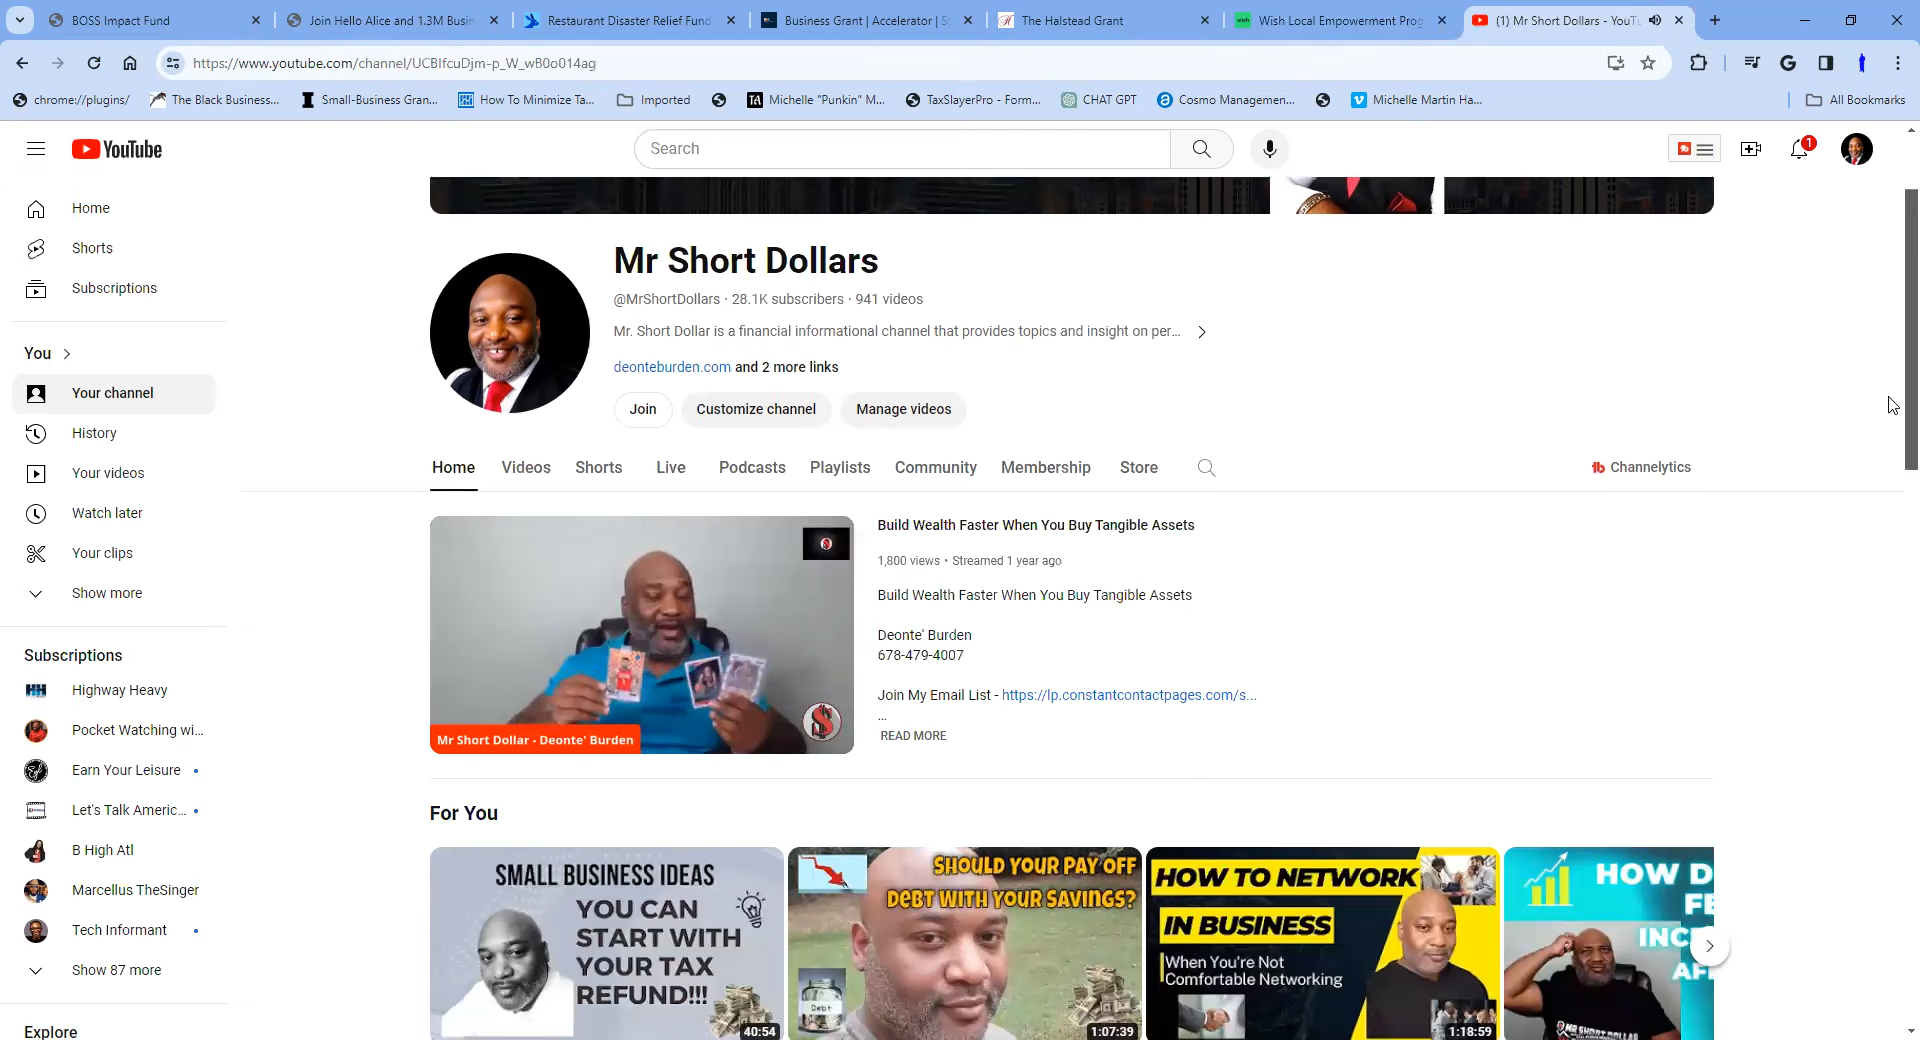 BOSS Impact Fund
Join Hello Alice and 1.3M Busin
Restaurant Disaster Relief Fund
Business Grant | Accelerator | S
The Halstead Grant
Wish Local Empowerment Prog
(1) Mr Short Dollars - YouTu
https://www.youtube.com/channel/UCBIfcuDjm-p_W_wB0o014ag
chrome://plugins/
The Black Business...
Small-Business Gran...
How To Minimize Ta...
Imported
Michelle "Punkin" M...
TaxSlayerPro - Form...
CHAT GPT
Cosmo Managemen...
Michelle Martin Ha...
All Bookmarks
YouTube
Search
1
Home
Shorts
Subscriptions
You
Your channel
History
Your videos
Watch later
Your clips
Show more
Subscriptions
Highway Heavy
Pocket Watching wi...
Earn Your Leisure
Let's Talk Americ...
B High Atl
Marcellus TheSinger
Tech Informant
Show 87 more
Explore
Mr Short Dollars
@MrShortDollars · 28.1K subscribers · 941 videos
Mr. Short Dollar is a financial informational channel that provides topics and insight on per...
deonteburden.com and 2 more links
Join
Customize channel
Manage videos
Home
Videos
Shorts
Live
Podcasts
Playlists
Community
Membership
Store
Channelytics
Mr Short Dollar - Deonte' Burden
Build Wealth Faster When You Buy Tangible Assets
1,800 views • Streamed 1 year ago
Build Wealth Faster When You Buy Tangible Assets
Deonte' Burden
678-479-4007
Join My Email List - https://lp.constantcontactpages.com/s...
...
READ MORE
For You
SMALL BUSINESS IDEAS
YOU CAN
START WITH
YOUR TAX
REFUND!!!
40:54
SHOULD YOUR PAY OFF
DEBT WITH YOUR SAVINGS?
Debt
1:07:39
HOW TO NETWORK
IN BUSINESS
When You're Not
Comfortable Networking
1:18:59
HOW D
FE
INC
AF
MR SHORT DOLLAR